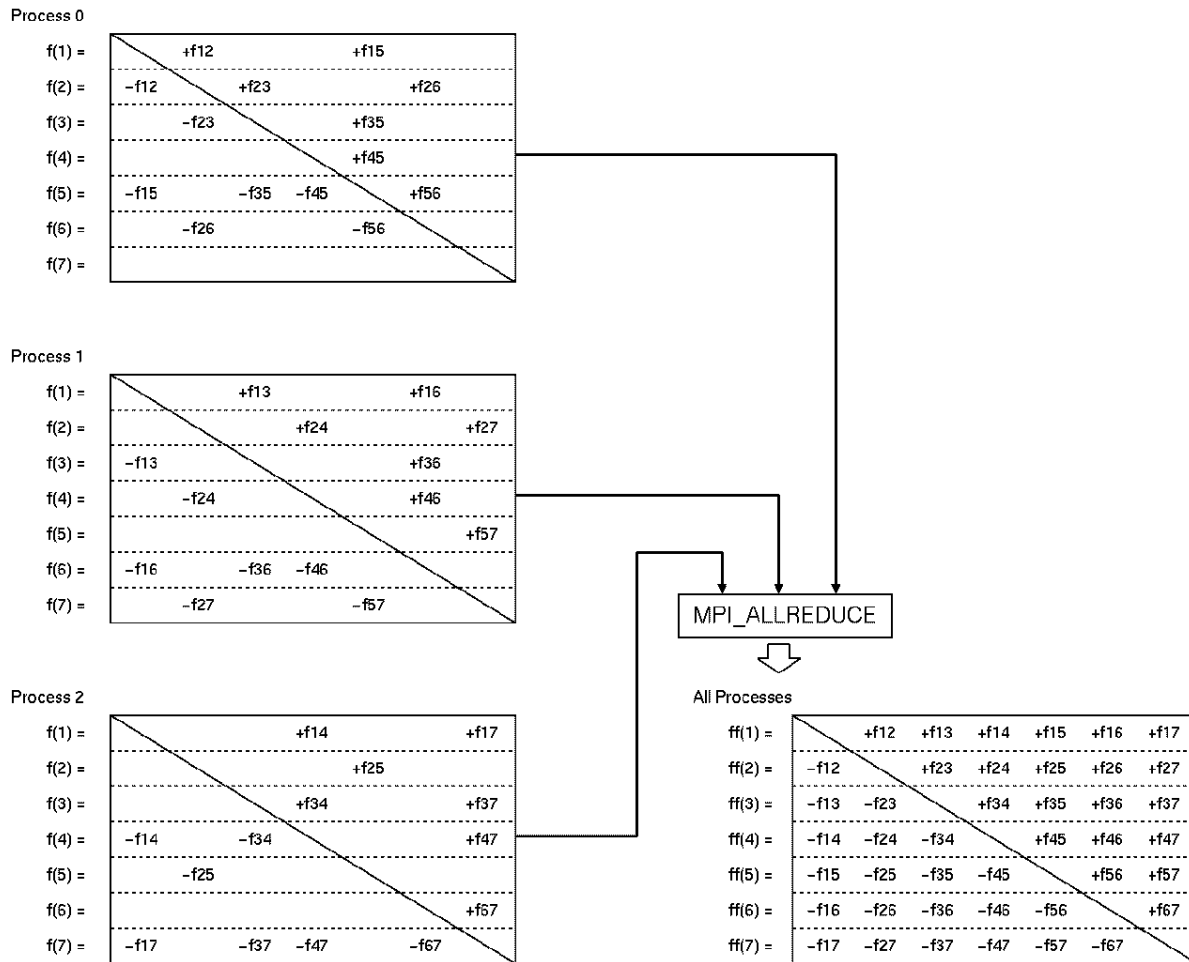 Process 0
f(1) = +f12 +f15
f(2) = −f12 +f23 +f26
f(3) = −f23 +f35
f(4) = +f45
f(5) = −f15 −f35 −f45 +f56
f(6) = −f26 −f56
f(7) =
Process 1
f(1) = +f13 +f16
f(2) = +f24 +f27
f(3) = −f13 +f36
f(4) = −f24 +f46
f(5) = +f57
f(6) = −f16 −f36 −f46
f(7) = −f27 −f57
MPI_ALLREDUCE
Process 2
f(1) = +f14 +f17
f(2) = +f25
f(3) = +f34 +f37
f(4) = −f14 −f34 +f47
f(5) = −f25
f(6) = +f67
f(7) = −f17 −f37 −f47 −f67
All Processes
ff(1) = +f12 +f13 +f14 +f15 +f16 +f17
ff(2) = −f12 +f23 +f24 +f25 +f26 +f27
ff(3) = −f13 −f23 +f34 +f35 +f36 +f37
ff(4) = −f14 −f24 −f34 +f45 +f46 +f47
ff(5) = −f15 −f25 −f35 −f45 +f56 +f57
ff(6) = −f16 −f26 −f36 −f46 −f56 +f67
ff(7) = −f17 −f27 −f37 −f47 −f57 −f67